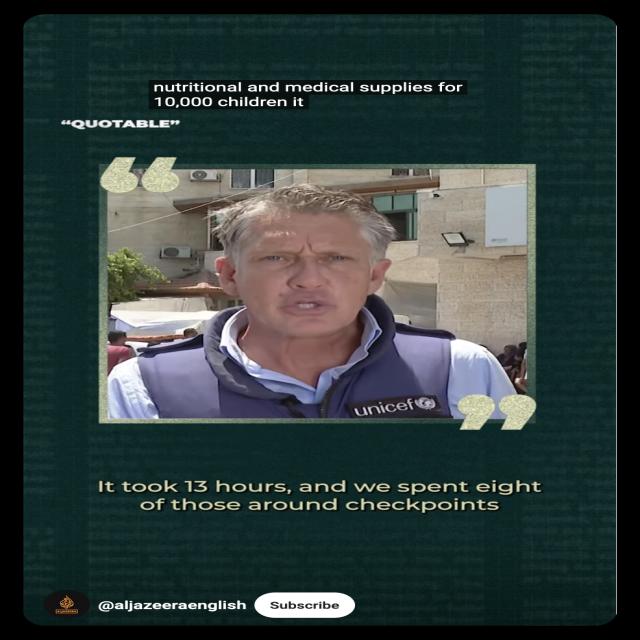 nutritional and medical supplies for
10,000 children it
“QUOTABLE”
unicef
It took 13 hours, and we spent eight
of those around checkpoints
@aljazeeraenglish Subscribe